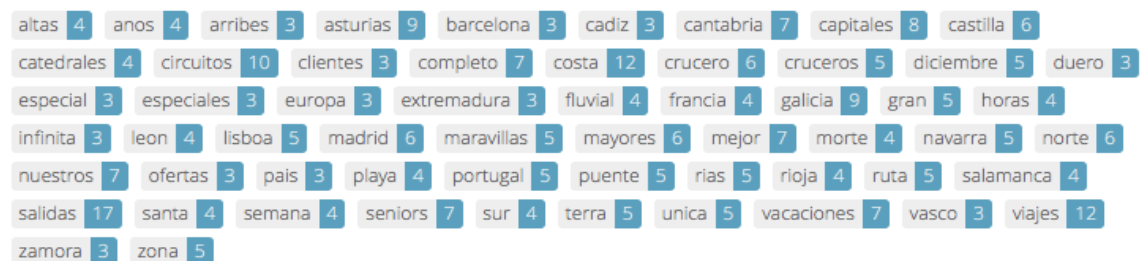 altas 4 anos 4 arribes 3 asturias 9 barcelona 3 cadiz 3 cantabria 7 capitales 8 castilla 6
catedrales 4 circuitos 10 clientes 3 completo 7 costa 12 crucero 6 cruceros 5 diciembre 5 duero 3
especial 3 especiales 3 europa 3 extremadura 3 fluvial 4 francia 4 galicia 9 gran 5 horas 4
infinita 3 leon 4 lisboa 5 madrid 6 maravillas 5 mayores 6 mejor 7 morte 4 navarra 5 norte 6
nuestros 7 ofertas 3 pais 3 playa 4 portugal 5 puente 5 rias 5 rioja 4 ruta 5 salamanca 4
salidas 17 santa 4 semana 4 seniors 7 sur 4 terra 5 unica 5 vacaciones 7 vasco 3 viajes 12
zamora 3 zona 5